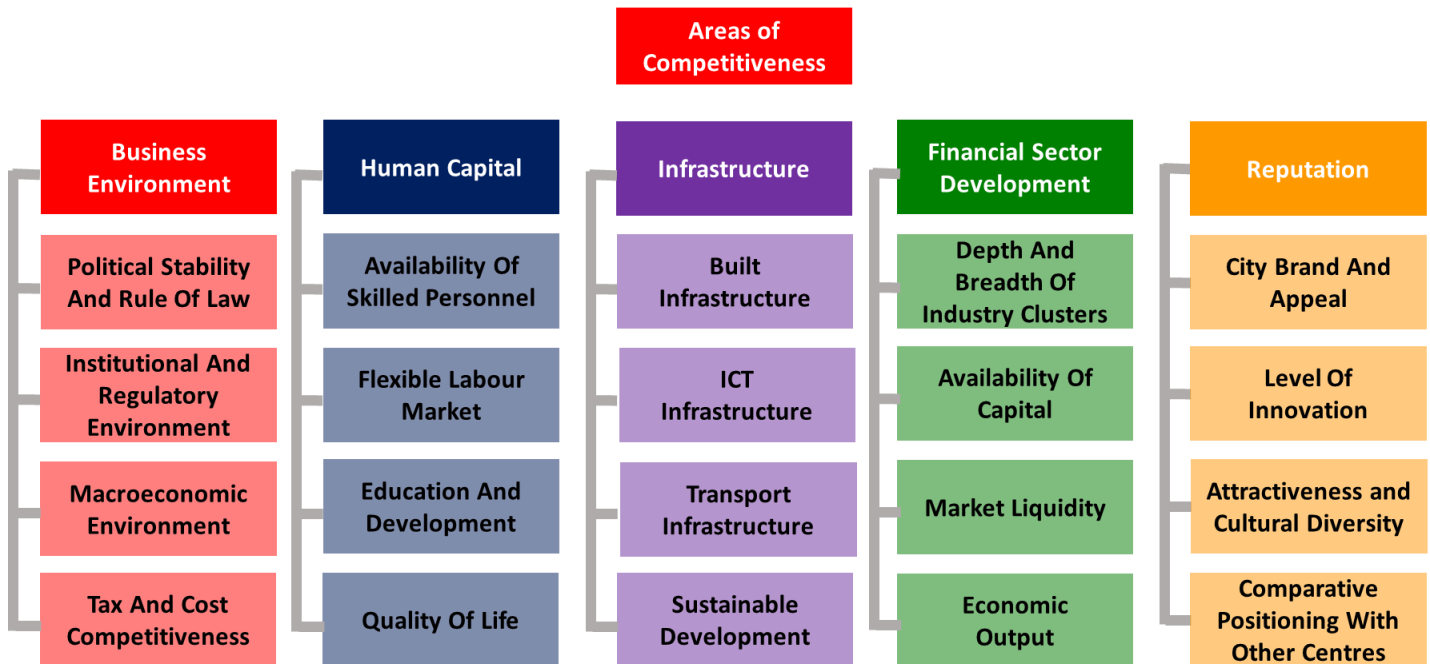 Areas of
Competitiveness
Business
Environment
Political Stability
And Rule Of Law
Institutional And
Regulatory
Environment
Macroeconomic
Environment
Tax And Cost
Competitiveness
Human Capital
Availability Of
Skilled Personnel
Flexible Labour
Market
Education And
Development
Quality Of Life
Infrastructure
Built
Infrastructure
ICT
Infrastructure
Transport
Infrastructure
Sustainable
Development
Financial Sector
Development
Depth And
Breadth Of
Industry Clusters
Availability Of
Capital
Market Liquidity
Economic
Output
Reputation
City Brand And
Appeal
Level Of
Innovation
Attractiveness and
Cultural Diversity
Comparative
Positioning With
Other Centres